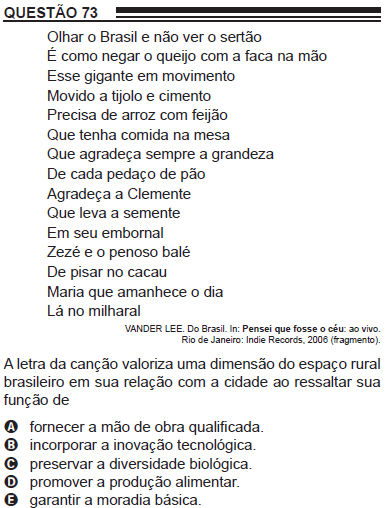 QUESTÃO 73
Olhar o Brasil e não ver o sertão
É como negar o queijo com a faca na mão
Esse gigante em movimento
Movido a tijolo e cimento
Precisa de arroz com feijão
Que tenha comida na mesa
Que agradeça sempre a grandeza
De cada pedaço de pão
Agradeça a Clemente
Que leva a semente
Em seu embornal
Zezé e o penoso balé
De pisar no cacau
Maria que amanhece o dia
Lá no milharal
VANDER LEE. Do Brasil. In: Pensei que fosse o céu: ao vivo.
Rio de Janeiro: Indie Records, 2006 (fragmento).
A letra da canção valoriza uma dimensão do espaço rural
brasileiro em sua relação com a cidade ao ressaltar sua
função de
A fornecer a mão de obra qualificada.
B incorporar a inovação tecnológica.
C preservar a diversidade biológica.
D promover a produção alimentar.
E garantir a moradia básica.